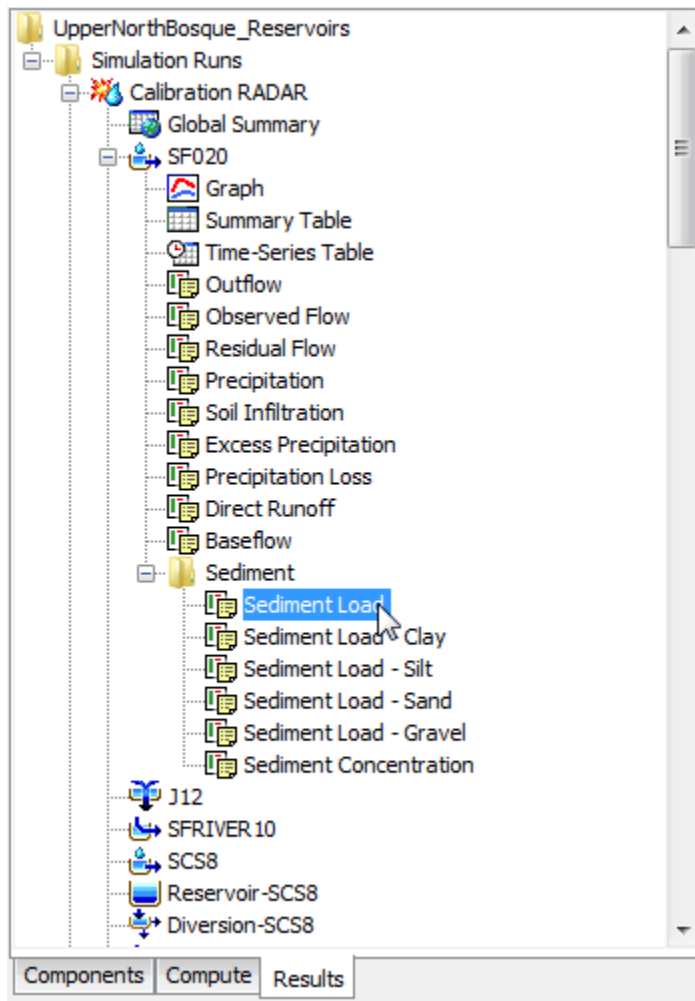 UpperNorthBosque_Reservoirs
Simulation Runs
Calibration RADAR
Global Summary
SF020
Graph
Summary Table
Time-Series Table
Outflow
Observed Flow
Residual Flow
Precipitation
Soil Infiltration
Excess Precipitation
Precipitation Loss
Direct Runoff
Baseflow
Sediment
Sediment Load
Sediment Load - Clay
Sediment Load - Silt
Sediment Load - Sand
Sediment Load - Gravel
Sediment Concentration
J12
SFRIVER10
SCS8
Reservoir-SCS8
Diversion-SCS8
Components Compute Results